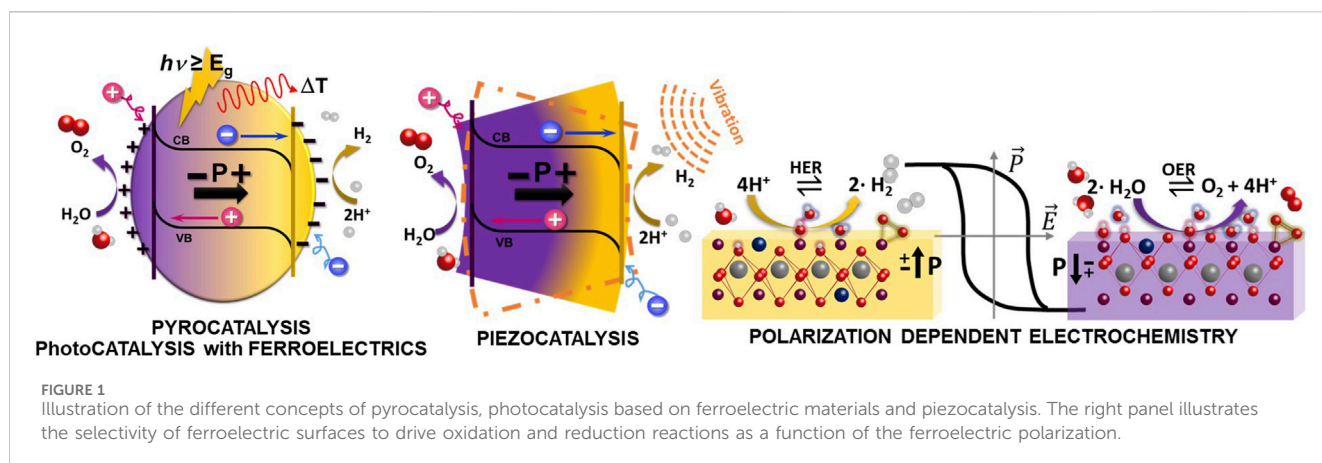 hν ≥ E_g
ΔT
+
+ + + + + + +
CB
−
− − − − − − −
O₂
H₂
− P +
H₂O
+
2H⁺
VB
−
PYROCATALYSIS
PhotoCATALYSIS with FERROELECTRICS
+
CB
−
Vibration
O₂
H₂
− P +
H₂O
+
2H⁺
VB
−
PIEZOCATALYSIS
HER
4H⁺ ⇌ 2· H₂
± P
P⃗
E⃗
OER
2· H₂O ⇌ O₂ + 4H⁺
P ∓
POLARIZATION DEPENDENT ELECTROCHEMISTRY
FIGURE 1
Illustration of the different concepts of pyrocatalysis, photocatalysis based on ferroelectric materials and piezocatalysis. The right panel illustrates
the selectivity of ferroelectric surfaces to drive oxidation and reduction reactions as a function of the ferroelectric polarization.